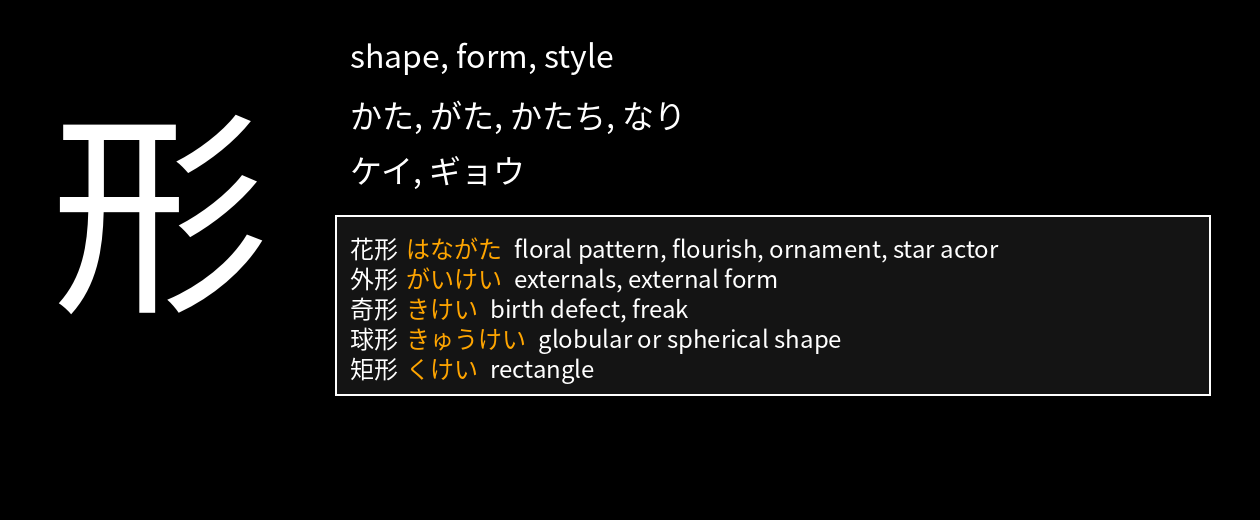 形
shape, form, style
かた, がた, かたち, なり
ケイ, ギョウ
花形 はながた floral pattern, flourish, ornament, star actor
外形 がいけい externals, external form
奇形 きけい birth defect, freak
球形 きゅうけい globular or spherical shape
矩形 くけい rectangle